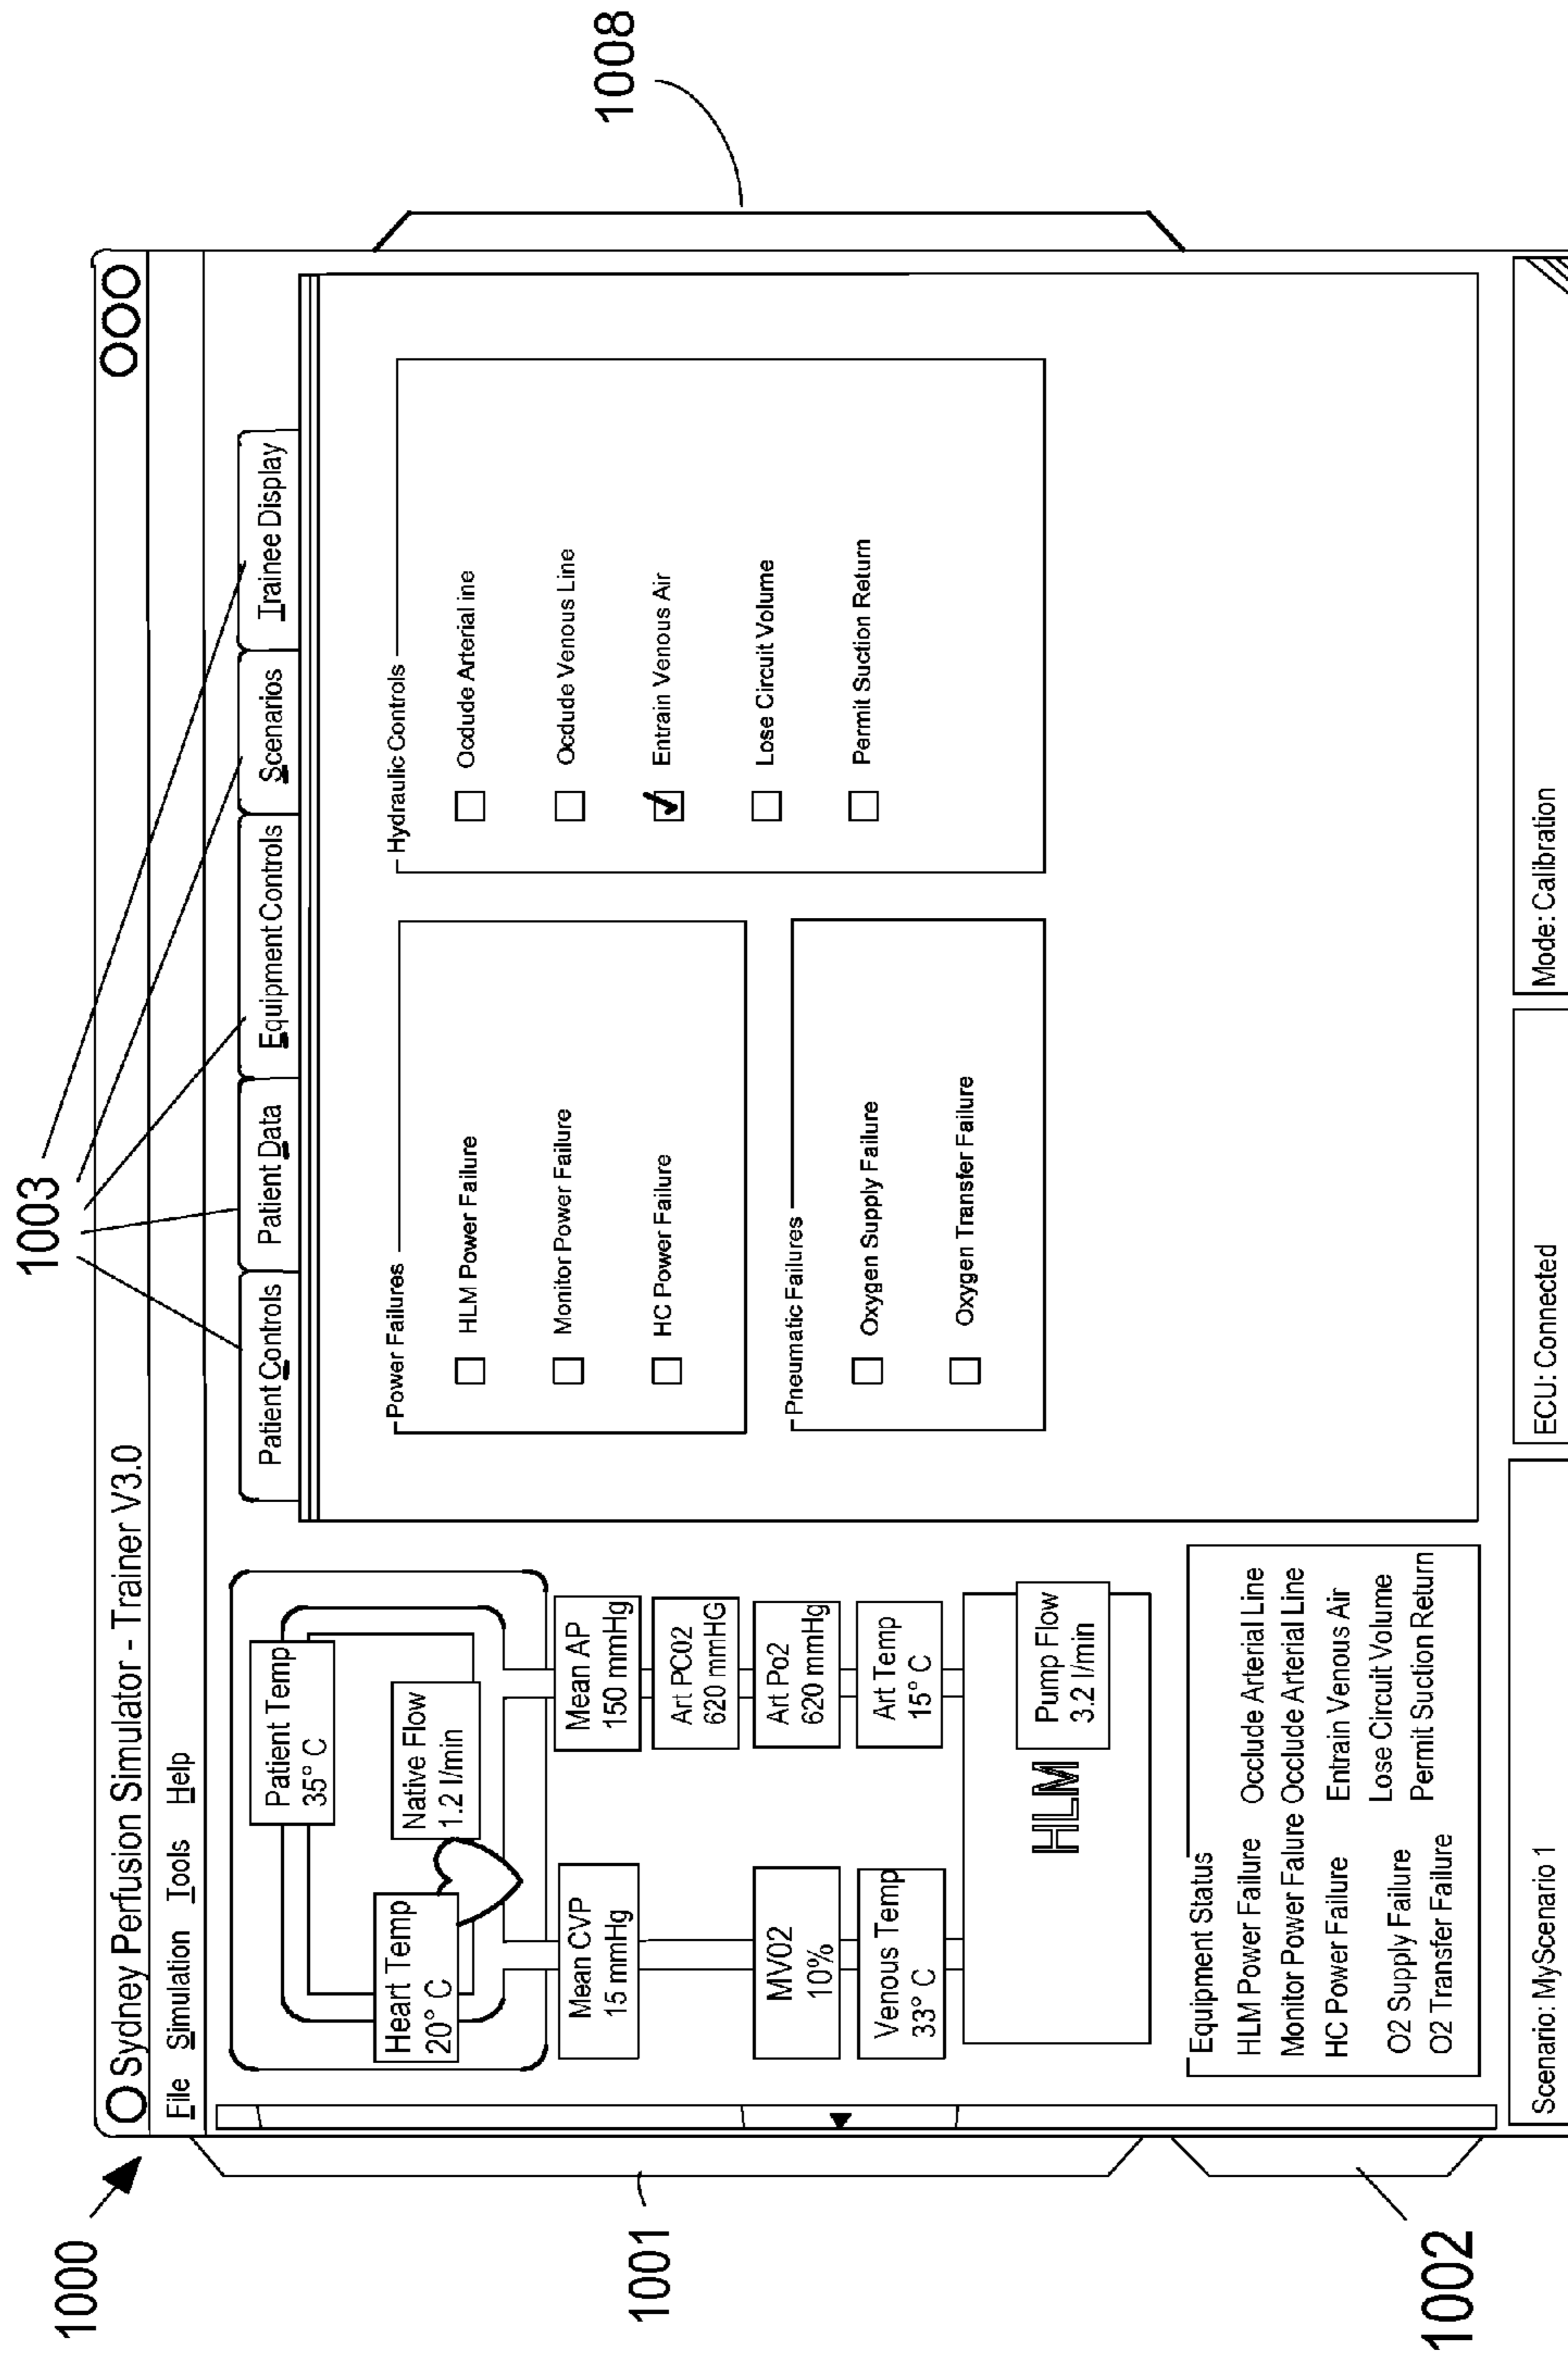 1000
1003
Sydney Perfusion Simulator - Trainer V3.0
File Simulation Tools Help
Patient Controls
Patient Data
Equipment Controls
Scenarios
Trainee Display
Patient Temp
35° C
Heart Temp
20° C
Native Flow
1.2 l/min
Mean CVP
15 mmHg
Mean AP
150 mmHg
Art PC02
620 mmHG
MV02
10%
Art Po2
620 mmHg
Venous Temp
33° C
Art Temp
15° C
HLM
Pump Flow
3.2 l/min
1001
Equipment Status
HLM Power Failure Occlude Arterial Line
Monitor Power Falure Occlude Arterial Line
HC Power Failure Entrain Venous Air
Lose Circuit Volume
O2 Supply Failure Permit Suction Return
O2 Transfer Failure
1002
Power Failures
HLM Power Failure
Monitor Power Failure
HC Power Failure
Pneumatic Failures
Oxygen Supply Failure
Oxygen Transfer Failure
Hydraulic Controls
Ocdude Arterial ine
Ocdude Venous Line
Entrain Venous Air
Lose Circuit Volume
Permit Suction Return
1008
Scenario: MyScenario 1
ECU: Connected
Mode: Calibration